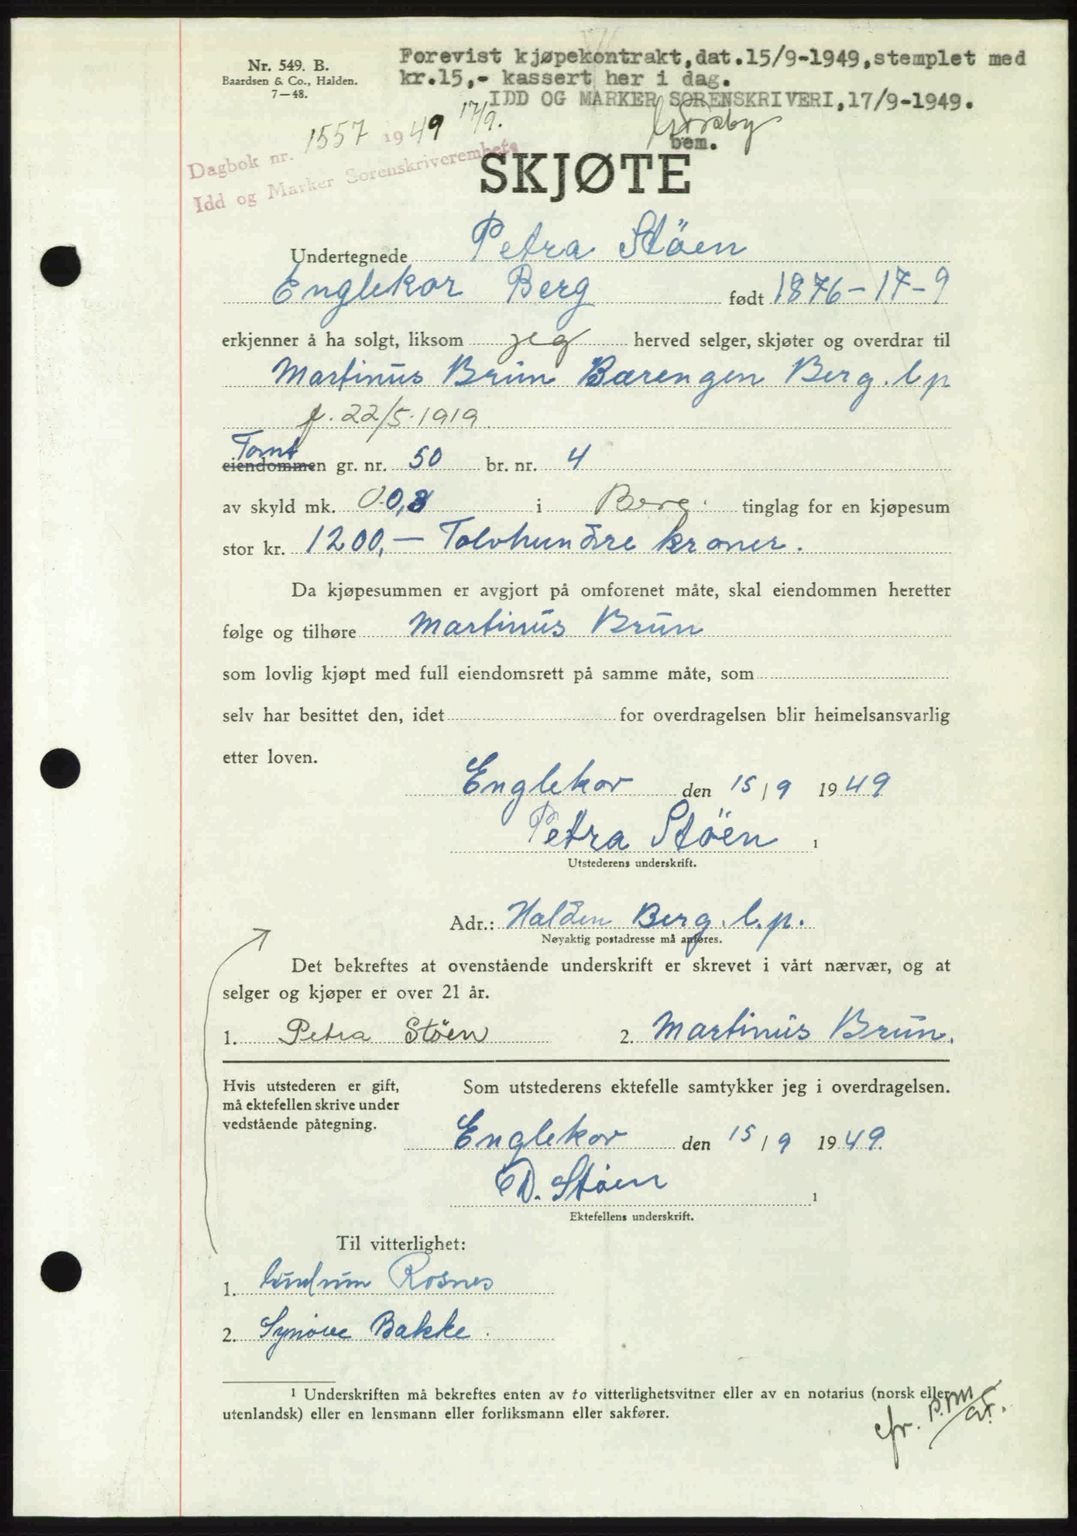 Nr. 549. B.
Baardsen & Co., Halden.
7—48.
Forevist kjøpekontrakt,dat.15/9-1949,stemplet med
kr.15,- kassert her i dag.
IDD OG MARKER SØRENSKRIVERI,17/9-1949.
bem.
Dagbok nr. 1557 1949 17/9.
Idd og Marker Sorenskriverembete
SKJØTE
Undertegnede Petra Stöen
Englekor Berg født 1876-17-9
erkjenner å ha solgt, liksom jeg herved selger, skjøter og overdrar til
Martinus Brun Bærengen Berg. l.p
f. 22/5.1919
Tomt
eiendommen gr. nr. 50 br. nr. 4
av skyld mk. 0.03 i Berg. tinglag for en kjøpesum
stor kr. 1200,— Tolvhundre kroner.
Da kjøpesummen er avgjort på omforenet måte, skal eiendommen heretter
følge og tilhøre Martinus Brun
som lovlig kjøpt med full eiendomsrett på samme måte, som
selv har besittet den, idet for overdragelsen blir heimelsansvarlig
etter loven.
Englekor den 15/9 1949
Petra Stöen 1
Utstederens underskrift.
Adr.: Halden Berg. l.p.
Nøyaktig postadresse må anføres.
Det bekreftes at ovenstående underskrift er skrevet i vårt nærvær, og at
selger og kjøper er over 21 år.
1. Petra Stöen 2. Martinus Brun.
Hvis utstederen er gift,
må ektefellen skrive under
vedstående påtegning.
Som utstederens ektefelle samtykker jeg i overdragelsen.
Englekor den 15/9 1949.
D. Støen 1
Ektefellens underskrift.
Til vitterlighet:
1. Gudrun Rosnes
2. Synøve Bakke.
1 Underskriften må bekreftes enten av to vitterlighetsvitner eller av en notarius (norsk eller
utenlandsk) eller en lensmann eller forliksmann eller sakfører.